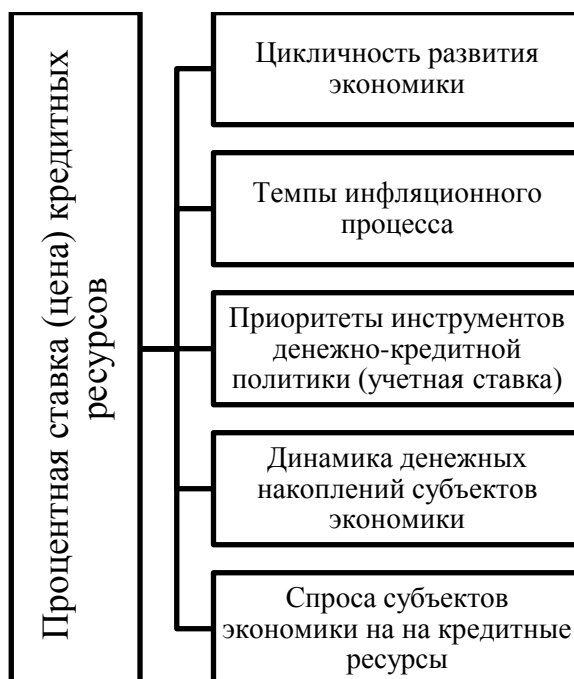 Процентная ставка (цена) кредитных
ресурсов
Цикличность развития
экономики
Темпы инфляционного
процесса
Приоритеты инструментов
денежно-кредитной
политики (учетная ставка)
Динамика денежных
накоплений субъектов
экономики
Спроса субъектов
экономики на на кредитные
ресурсы